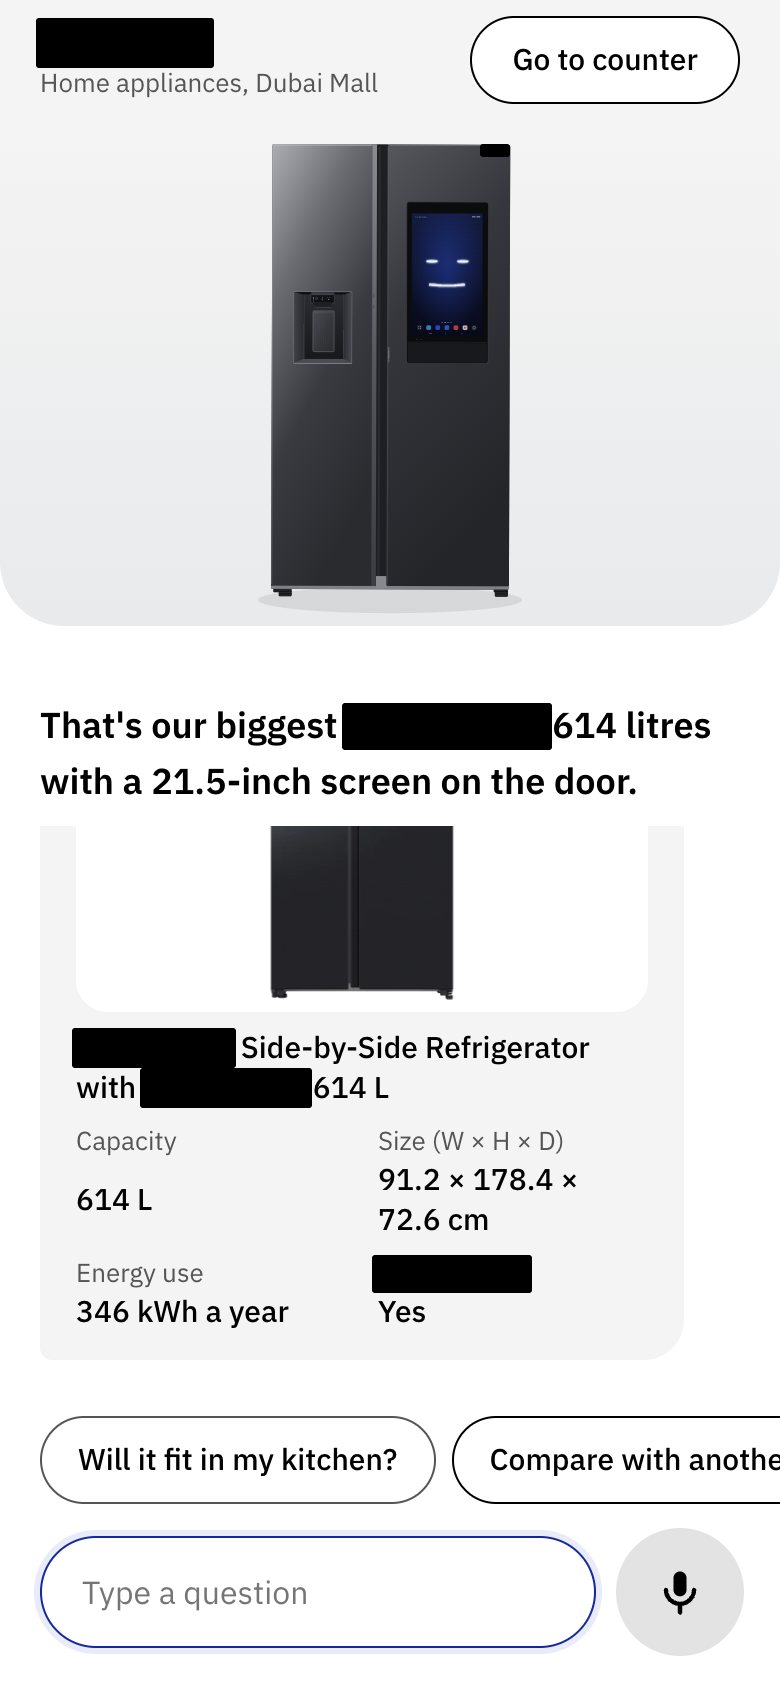 Home appliances, Dubai Mall
Go to counter
That's our biggest 614 litres
with a 21.5-inch screen on the door.
Side-by-Side Refrigerator
with 614 L
Capacity
Size (W × H × D)
614 L
91.2 × 178.4 ×
72.6 cm
Energy use
346 kWh a year
Yes
Will it fit in my kitchen?
Compare with anothe
Type a question